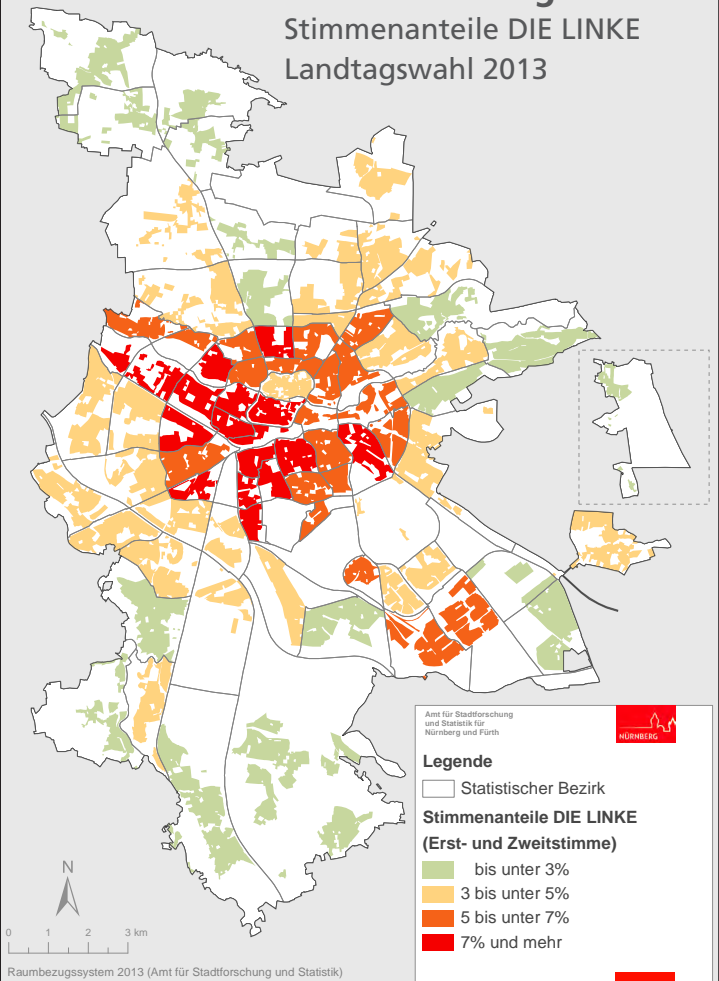 Stimmenanteile DIE LINKE
Landtagswahl 2013
Amt für Stadtforschung
und Statistik für
Nürnberg und Fürth
NÜRNBERG
Legende
Statistischer Bezirk
Stimmenanteile DIE LINKE
(Erst- und Zweitstimme)
bis unter 3%
3 bis unter 5%
5 bis unter 7%
7% und mehr
N
0 1 2 3 km
Raumbezugssystem 2013 (Amt für Stadtforschung und Statistik)